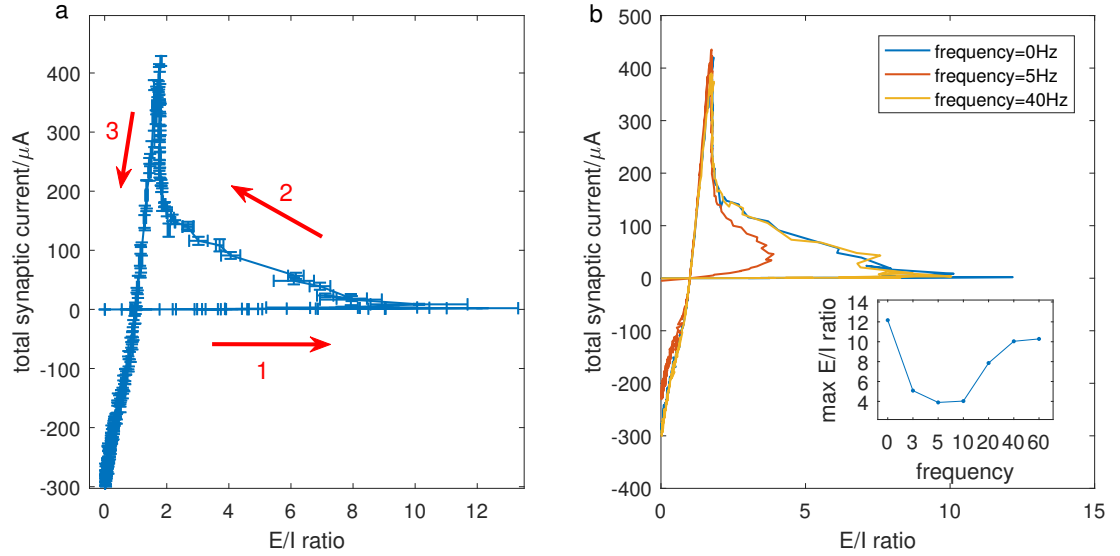 a
total synaptic current/μA
400
300
200
100
0
-100
-200
-300
0 2 4 6 8 10 12
E/I ratio
3
2
1
b
total synaptic current/μA
500
400
300
200
100
0
-100
-200
-300
-400
0 5 10 15
E/I ratio
frequency=0Hz
frequency=5Hz
frequency=40Hz
max E/I ratio
14
12
10
8
6
4
0 3 5 10 20 40 60
frequency